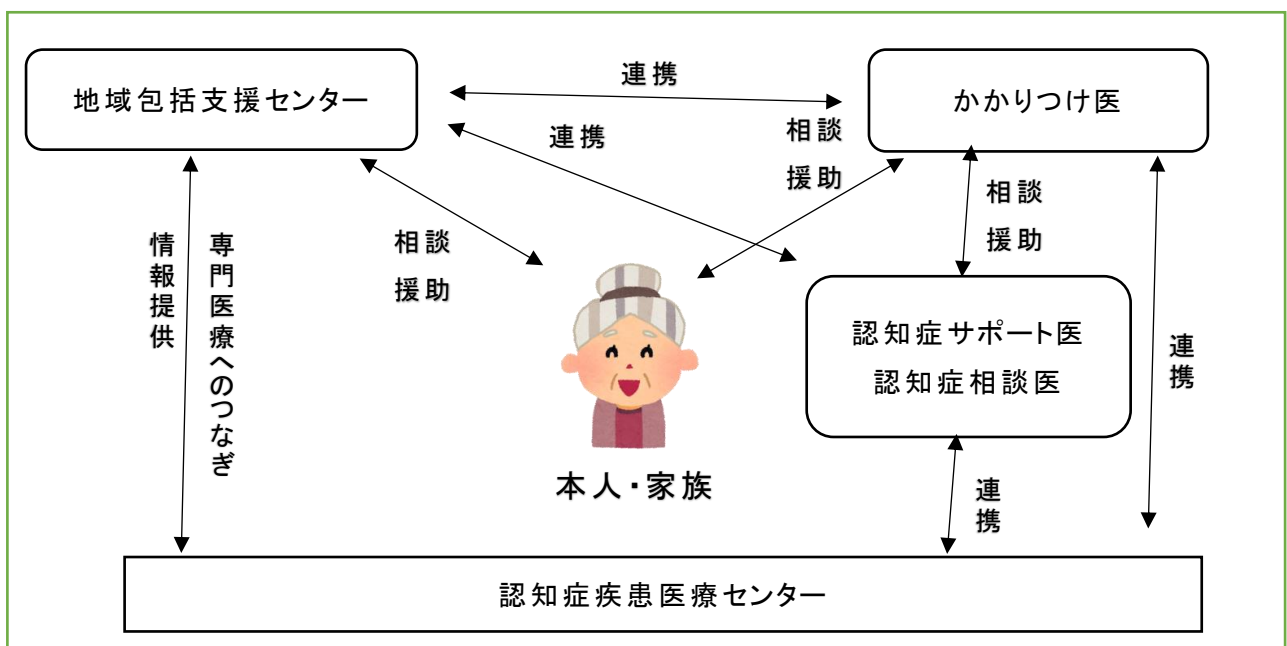 地域包括支援センター
連携
かかりつけ医
連携
相談
援助
相談
援助
相談
援助
情報提供
専門医療へのつなぎ
認知症サポート医
認知症相談医
連携
本人・家族
連携
認知症疾患医療センター